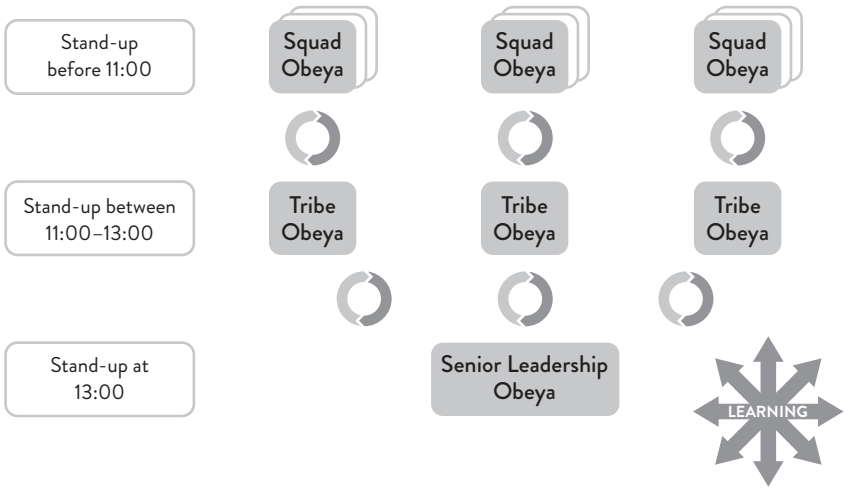 Stand-up
before 11:00
Squad
Obeya
Squad
Obeya
Squad
Obeya
Stand-up between
11:00–13:00
Tribe
Obeya
Tribe
Obeya
Tribe
Obeya
Stand-up at
13:00
Senior Leadership
Obeya
LEARNING